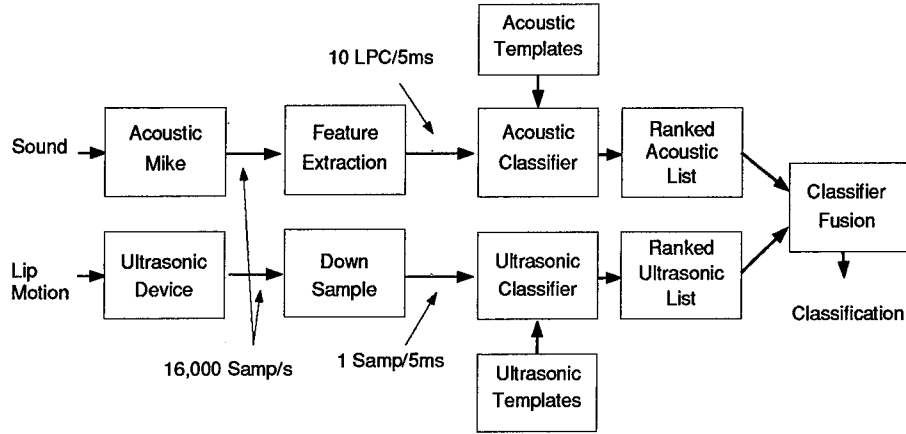 Acoustic
Templates
10 LPC/5ms
Sound
Acoustic
Mike
Feature
Extraction
Acoustic
Classifier
Ranked
Acoustic
List
Classifier
Fusion
Lip
Motion
Ultrasonic
Device
Down
Sample
Ultrasonic
Classifier
Ranked
Ultrasonic
List
Classification
16,000 Samp/s
1 Samp/5ms
Ultrasonic
Templates